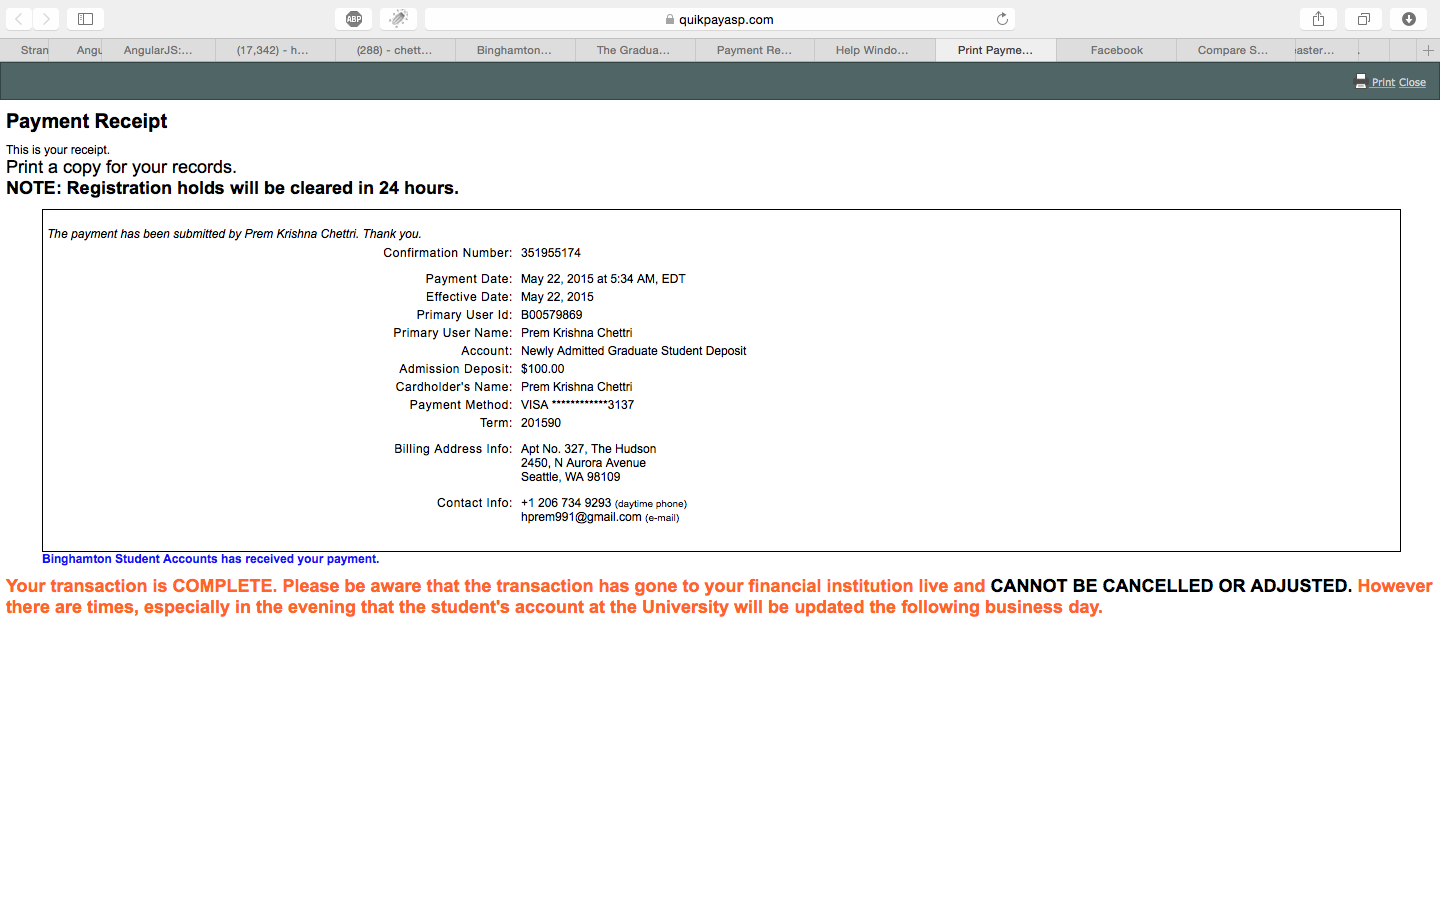 ABP
quikpayasp.com
Stran
Angu
AngularJS:...
(17,342) - h...
(288) - chett...
Binghamton...
The Gradua...
Payment Re...
Help Windo...
Print Payme...
Facebook
Compare S...
aster...
Print Close
Payment Receipt
This is your receipt.
Print a copy for your records.
NOTE: Registration holds will be cleared in 24 hours.
The payment has been submitted by Prem Krishna Chettri. Thank you.
Confirmation Number: 351955174
Payment Date: May 22, 2015 at 5:34 AM, EDT
Effective Date: May 22, 2015
Primary User Id: B00579869
Primary User Name: Prem Krishna Chettri
Account: Newly Admitted Graduate Student Deposit
Admission Deposit: $100.00
Cardholder's Name: Prem Krishna Chettri
Payment Method: VISA ************3137
Term: 201590
Billing Address Info: Apt No. 327, The Hudson
2450, N Aurora Avenue
Seattle, WA 98109
Contact Info: +1 206 734 9293 (daytime phone)
hprem991@gmail.com (e-mail)
Binghamton Student Accounts has received your payment.
Your transaction is COMPLETE. Please be aware that the transaction has gone to your financial institution live and CANNOT BE CANCELLED OR ADJUSTED. However
there are times, especially in the evening that the student's account at the University will be updated the following business day.